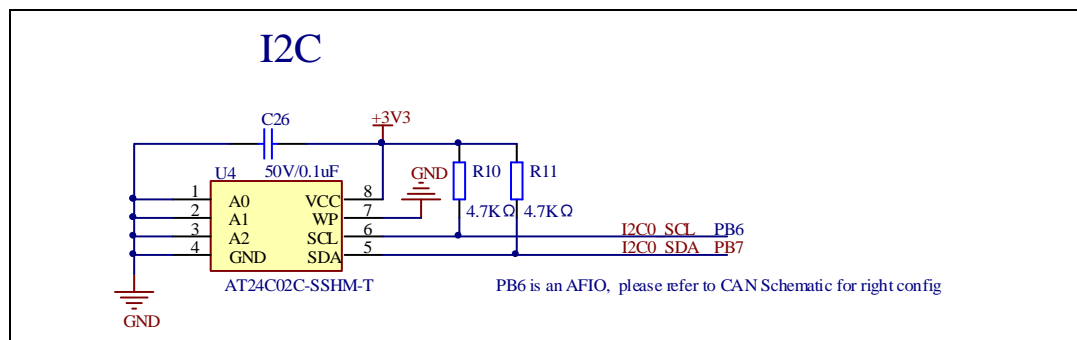 I2C
C26
+3V3
U4
50V/0.1uF
GND
R10
R11
1
A0
VCC
8
2
A1
WP
7
4.7KΩ
4.7KΩ
3
A2
SCL
6
I2C0_SCL
PB6
4
GND
SDA
5
I2C0_SDA
PB7
AT24C02C-SSHM-T
PB6 is an AFIO, please refer to CAN Schematic for right config
GND